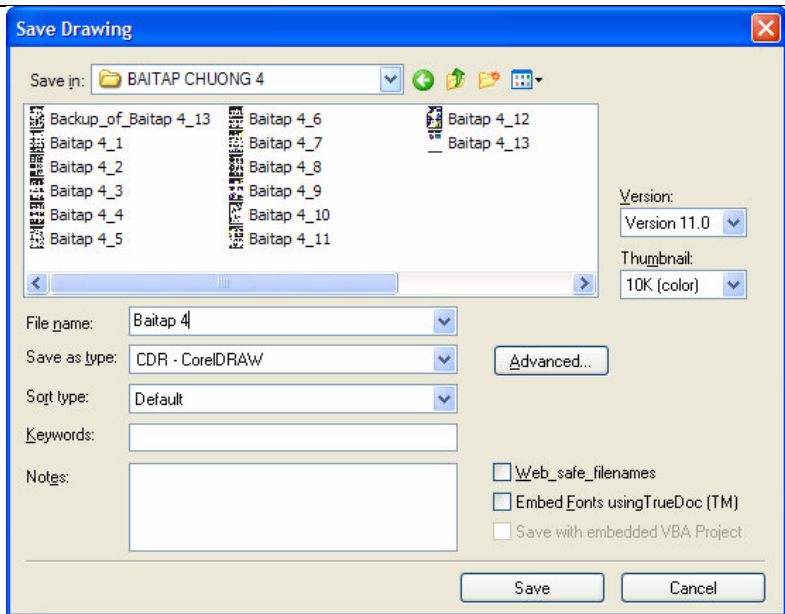 Save Drawing
Save in: BAITAP CHUONG 4
Backup_of_Baitap 4_13
Baitap 4_1
Baitap 4_2
Baitap 4_3
Baitap 4_4
Baitap 4_5
Baitap 4_6
Baitap 4_7
Baitap 4_8
Baitap 4_9
Baitap 4_10
Baitap 4_11
Baitap 4_12
Baitap 4_13
Version:
Version 11.0
Thumbnail:
10K (color)
File name: Baitap 4
Save as type: CDR - CorelDRAW
Advanced...
Sort type: Default
Keywords:
Notes:
Web_safe_filenames
Embed Fonts usingTrueDoc (TM)
Save with embedded VBA Project
Save Cancel